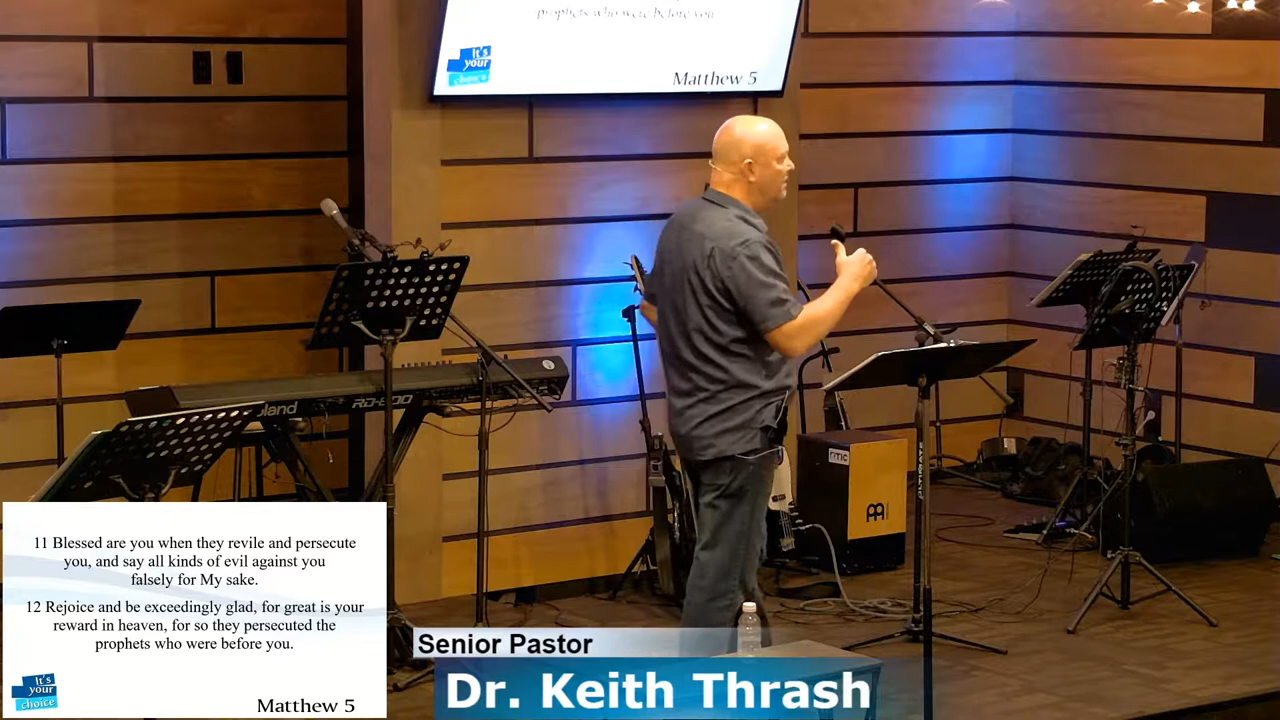 prophets who were before you
it's
your
choice
Matthew 5
Roland
RD-800
11 Blessed are you when they revile and persecute
you, and say all kinds of evil against you
falsely for My sake.
12 Rejoice and be exceedingly glad, for great is your
reward in heaven, for so they persecuted the
prophets who were before you.
it's
your
choice
Matthew 5
Senior Pastor
Dr. Keith Thrash